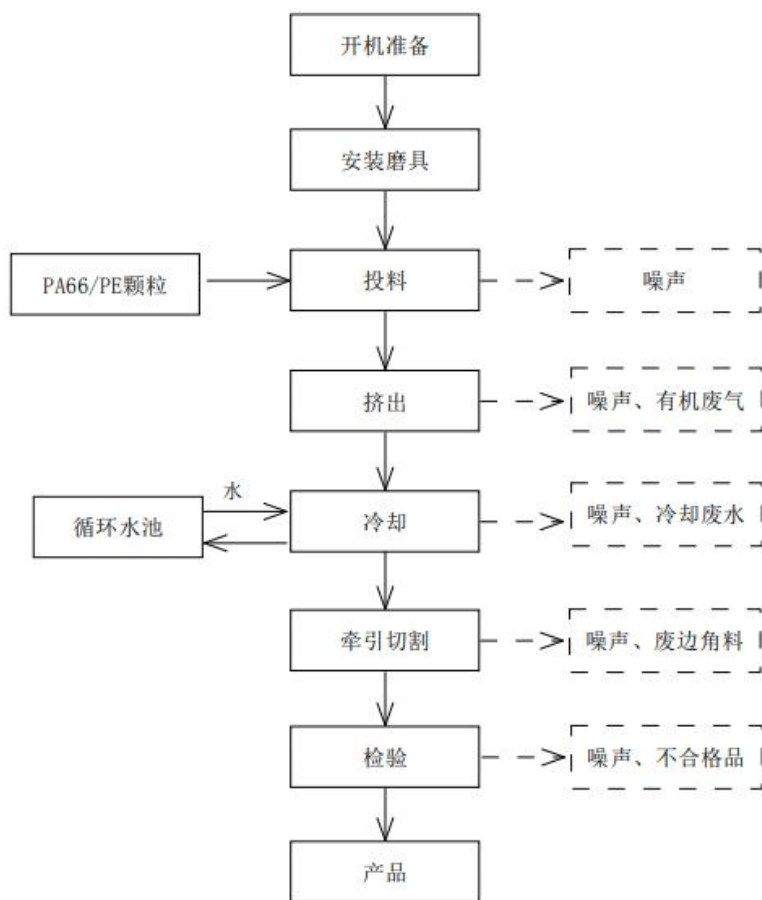 开机准备
安装磨具
PA66/PE颗粒
投料
噪声
挤出
噪声、有机废气
水
循环水池
冷却
噪声、冷却废水
牵引切割
噪声、废边角料
检验
噪声、不合格品
产品